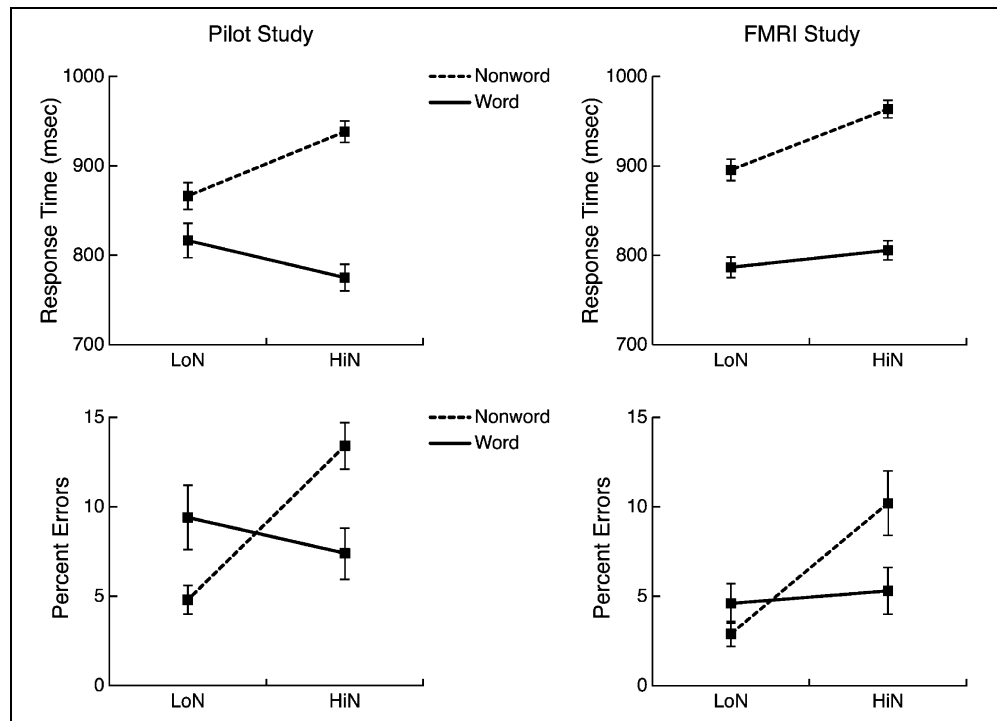 Pilot Study
FMRI Study
Nonword
Word
Response Time (msec)
1000
900
800
700
LoN
HiN
Response Time (msec)
1000
900
800
700
LoN
HiN
Nonword
Word
Percent Errors
15
10
5
0
LoN
HiN
Percent Errors
15
10
5
0
LoN
HiN